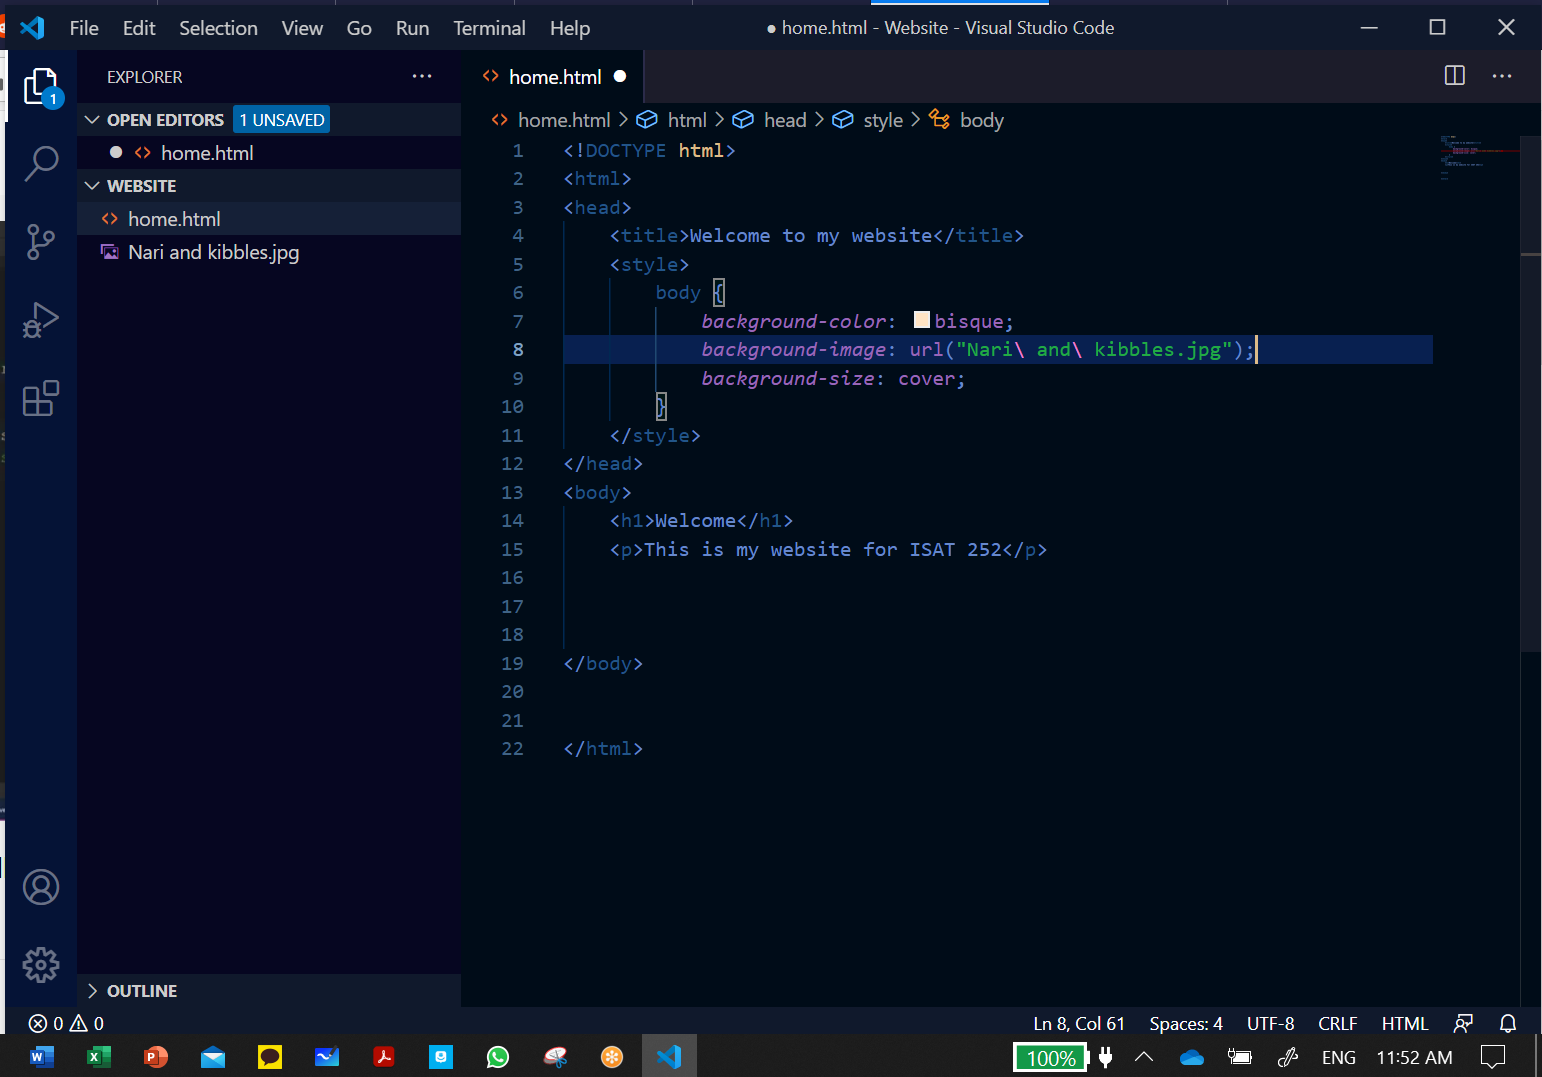 File Edit Selection View Go Run Terminal Help
● home.html - Website - Visual Studio Code
1
EXPLORER
OPEN EDITORS 1 UNSAVED
home.html
WEBSITE
home.html
Nari and kibbles.jpg
OUTLINE
home.html
home.html > html > head > style > body
1 <!DOCTYPE html>
2 <html>
3 <head>
4 <title>Welcome to my website</title>
5 <style>
6 body {
7 background-color: bisque;
8 background-image: url("Nari\ and\ kibbles.jpg");
9 background-size: cover;
10 }
11 </style>
12 </head>
13 <body>
14 <h1>Welcome</h1>
15 <p>This is my website for ISAT 252</p>
16
17
18
19 </body>
20
21
22 </html>
0 0
Ln 8, Col 61 Spaces: 4 UTF-8 CRLF HTML
100% ENG 11:52 AM